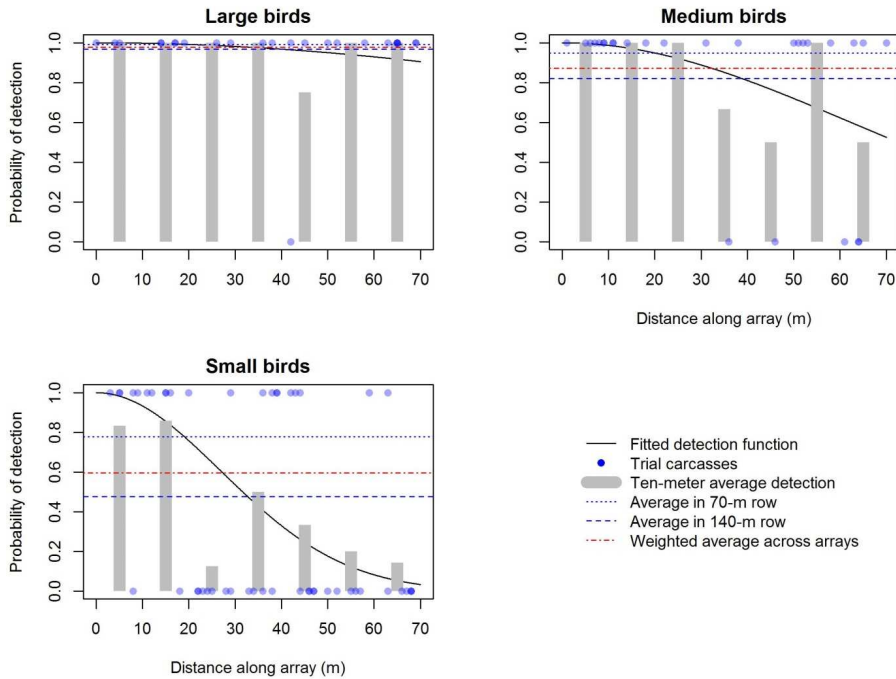 Large birds
Probability of detection
1.0
0.8
0.6
0.4
0.2
0.0
0 10 20 30 40 50 60 70
Medium birds
1.0
0.8
0.6
0.4
0.2
0.0
0 10 20 30 40 50 60 70
Distance along array (m)
Small birds
Probability of detection
1.0
0.8
0.6
0.4
0.2
0.0
0 10 20 30 40 50 60 70
Distance along array (m)
Fitted detection function
Trial carcasses
Ten-meter average detection
Average in 70-m row
Average in 140-m row
Weighted average across arrays